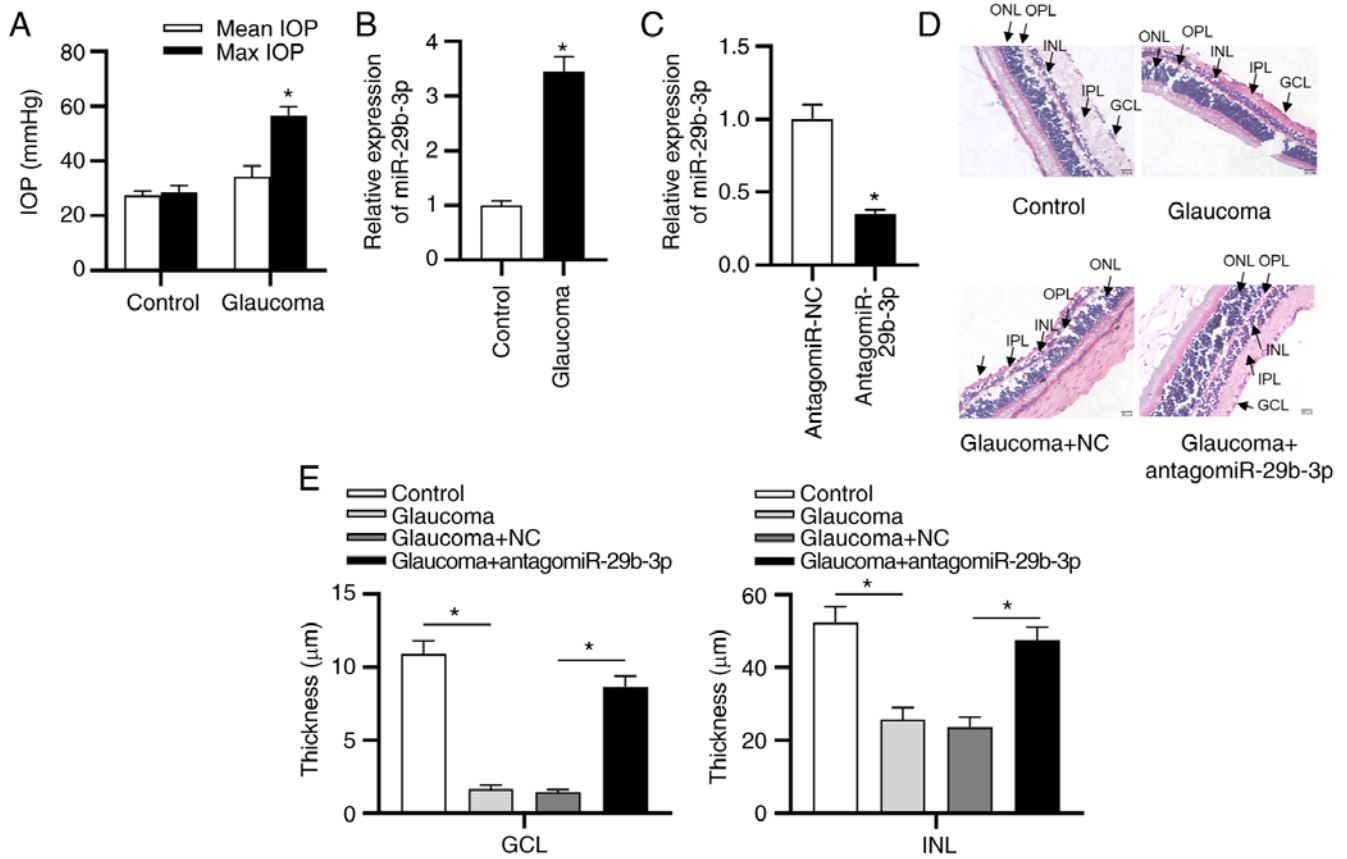 A
Mean IOP
Max IOP
IOP (mmHg)
80
60
40
20
0
*
Control
Glaucoma
B
Relative expression
of miR-29b-3p
4
3
2
1
0
*
Control
Glaucoma
C
Relative expression
of miR-29b-3p
1.5
1.0
0.5
0.0
*
AntagomiR-NC
AntagomiR-
29b-3p
D
ONL OPL
INL
IPL
GCL
Control
ONL
OPL
INL
IPL
GCL
Glaucoma
ONL
OPL
INL
IPL
Glaucoma+NC
ONL OPL
INL
IPL
GCL
Glaucoma+
antagomiR-29b-3p
E
Control
Glaucoma
Glaucoma+NC
Glaucoma+antagomiR-29b-3p
Thickness (μm)
15
10
5
0
*
*
GCL
Control
Glaucoma
Glaucoma+NC
Glaucoma+antagomiR-29b-3p
Thickness (μm)
60
40
20
0
*
*
INL